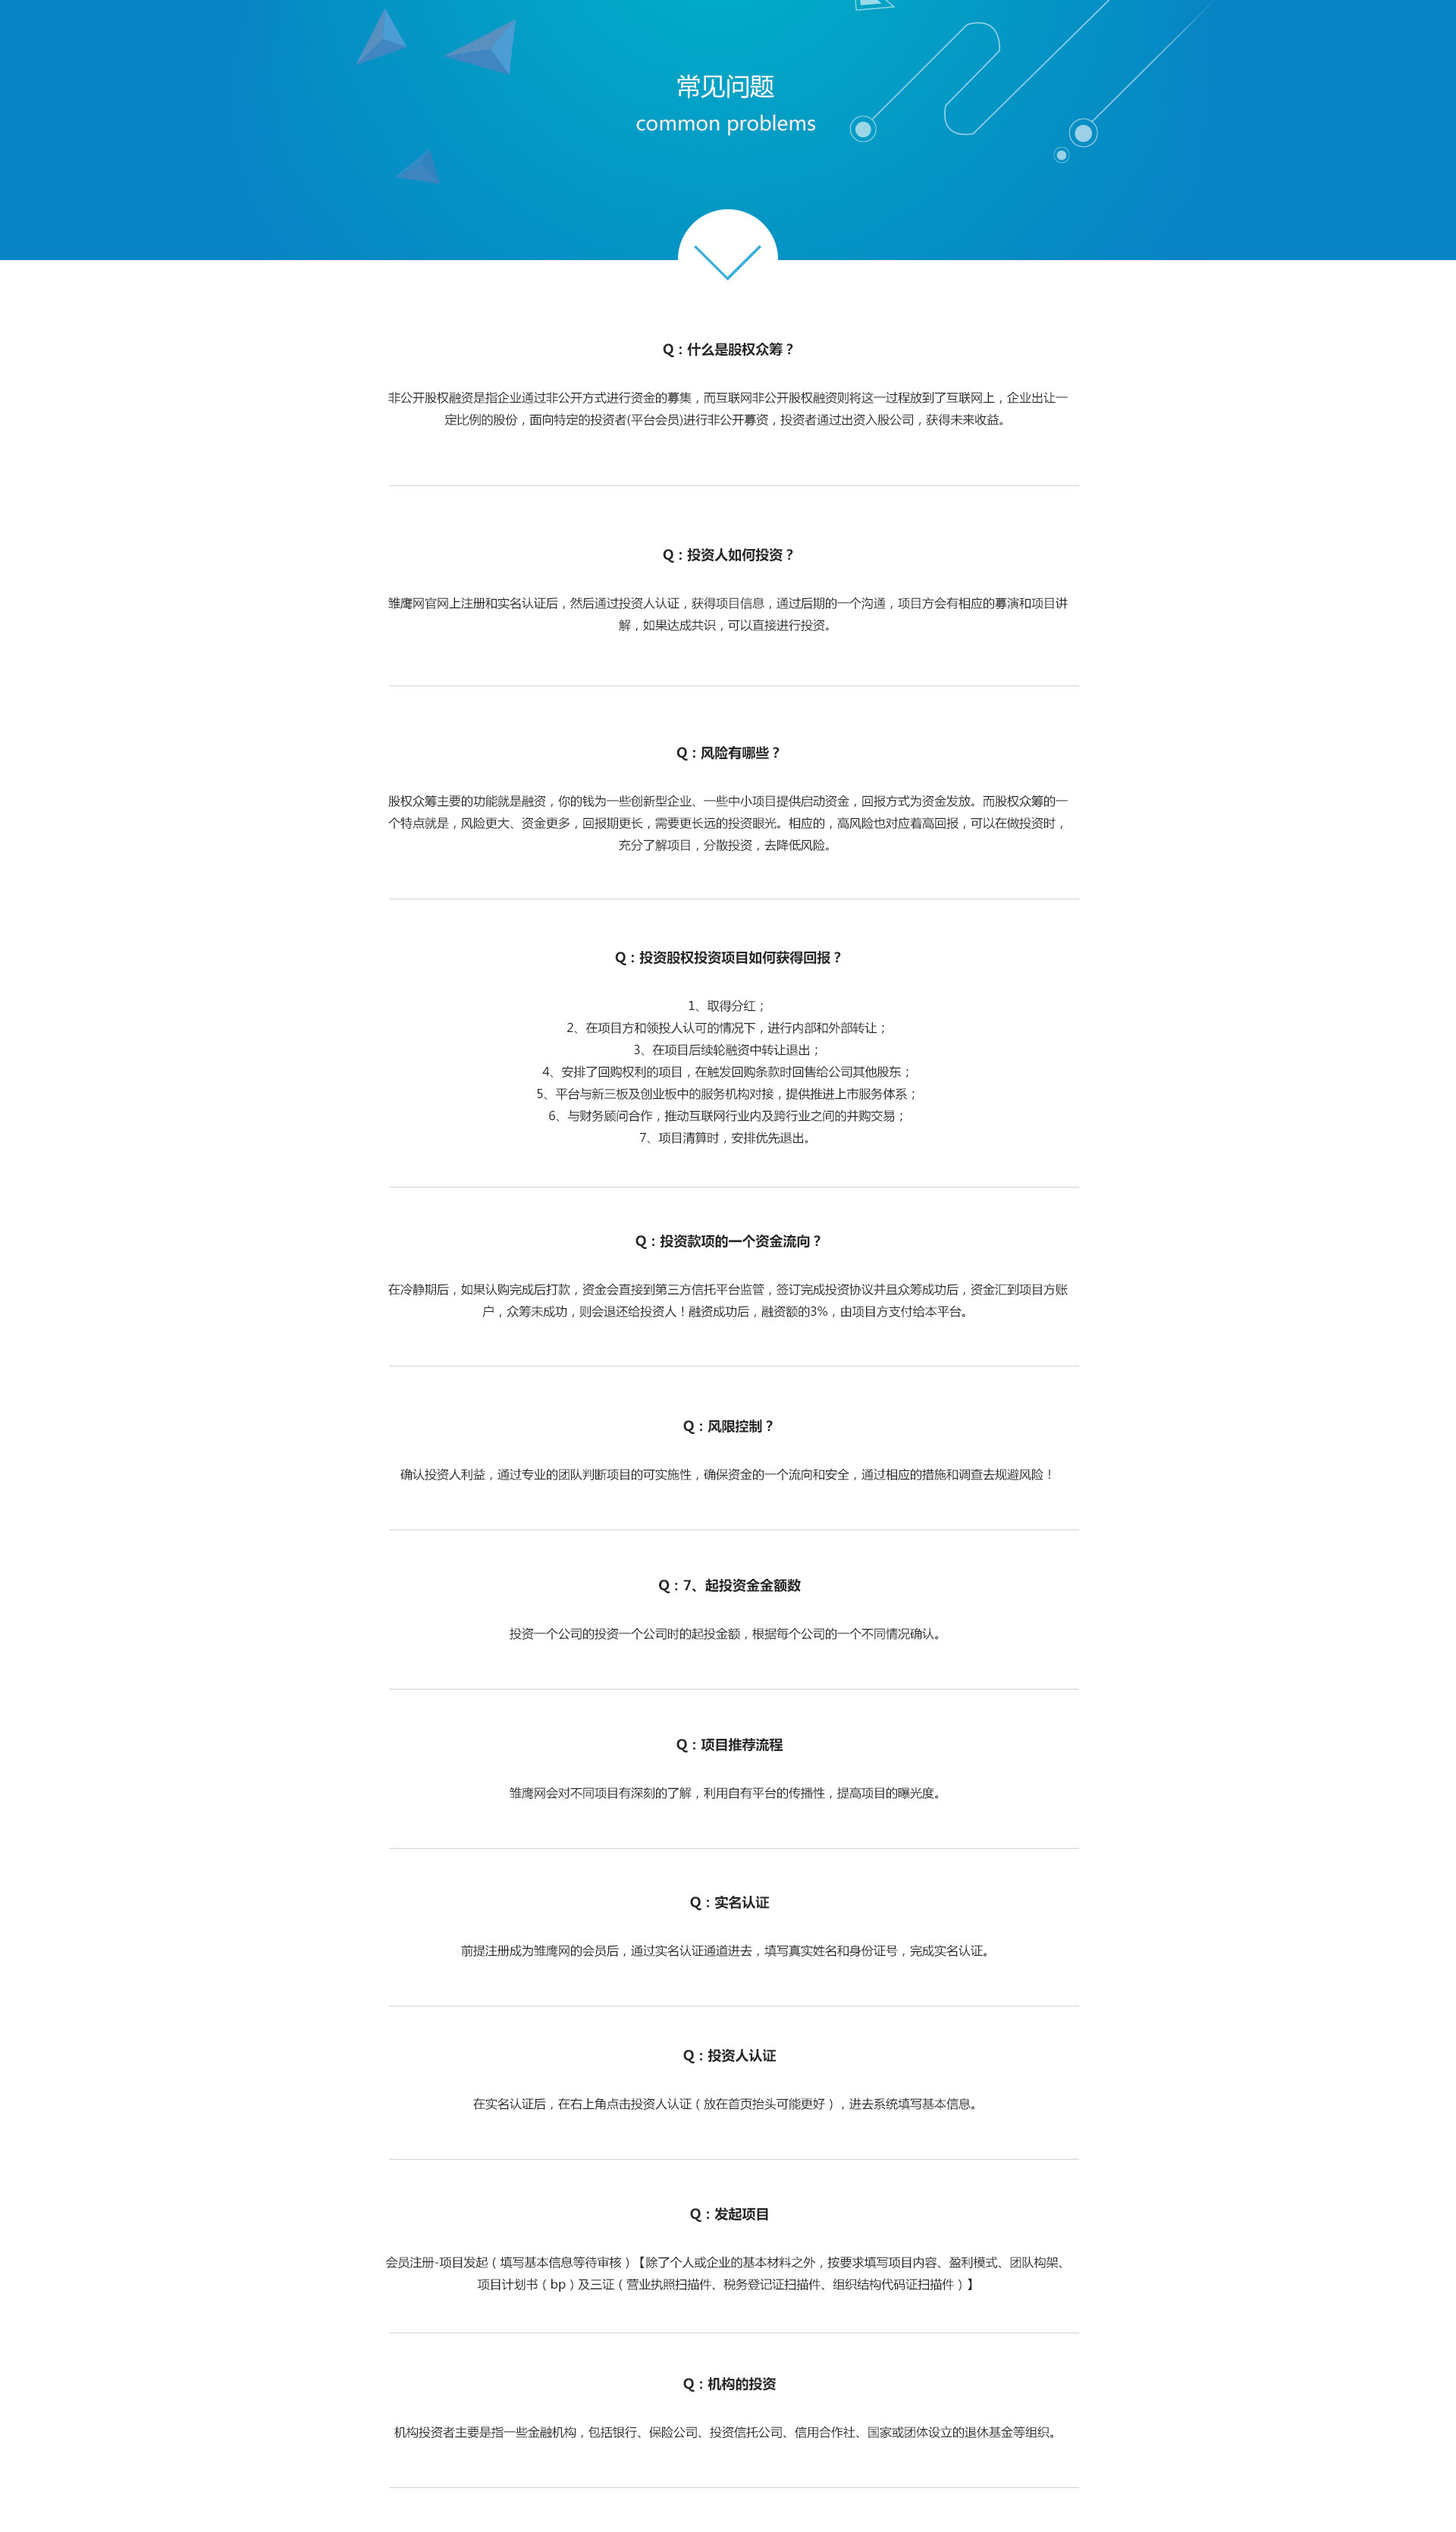 常见问题
common problems
Q：什么是股权众筹？
非公开股权融资是指企业通过非公开方式进行资金的募集，而互联网非公开股权融资则将这一过程放到了互联网上，企业出让一
定比例的股份，面向特定的投资者(平台会员)进行非公开募资，投资者通过出资入股公司，获得未来收益。
Q：投资人如何投资？
雏鹰网官网上注册和实名认证后，然后通过投资人认证，获得项目信息，通过后期的一个沟通，项目方会有相应的募演和项目讲
解，如果达成共识，可以直接进行投资。
Q：风险有哪些？
股权众筹主要的功能就是融资，你的钱为一些创新型企业、一些中小项目提供启动资金，回报方式为资金发放。而股权众筹的一
个特点就是，风险更大、资金更多，回报期更长，需要更长远的投资眼光。相应的，高风险也对应着高回报，可以在做投资时，
充分了解项目，分散投资，去降低风险。
Q：投资股权投资项目如何获得回报？
1、取得分红；
2、在项目方和领投人认可的情况下，进行内部和外部转让；
3、在项目后续轮融资中转让退出；
4、安排了回购权利的项目，在触发回购条款时回售给公司其他股东；
5、平台与新三板及创业板中的服务机构对接，提供推进上市服务体系；
6、与财务顾问合作，推动互联网行业内及跨行业之间的并购交易；
7、项目清算时，安排优先退出。
Q：投资款项的一个资金流向？
在冷静期后，如果认购完成后打款，资金会直接到第三方信托平台监管，签订完成投资协议并且众筹成功后，资金汇到项目方账
户，众筹未成功，则会退还给投资人！融资成功后，融资额的3%，由项目方支付给本平台。
Q：风限控制？
确认投资人利益，通过专业的团队判断项目的可实施性，确保资金的一个流向和安全，通过相应的措施和调查去规避风险！
Q：7、起投资金金额数
投资一个公司的投资一个公司时的起投金额，根据每个公司的一个不同情况确认。
Q：项目推荐流程
雏鹰网会对不同项目有深刻的了解，利用自有平台的传播性，提高项目的曝光度。
Q：实名认证
前提注册成为雏鹰网的会员后，通过实名认证通道进去，填写真实姓名和身份证号，完成实名认证。
Q：投资人认证
在实名认证后，在右上角点击投资人认证（放在首页抬头可能更好），进去系统填写基本信息。
Q：发起项目
会员注册-项目发起（填写基本信息等待审核）【除了个人或企业的基本材料之外，按要求填写项目内容、盈利模式、团队构架、
项目计划书（bp）及三证（营业执照扫描件、税务登记证扫描件、组织结构代码证扫描件）】
Q：机构的投资
机构投资者主要是指一些金融机构，包括银行、保险公司、投资信托公司、信用合作社、国家或团体设立的退休基金等组织。